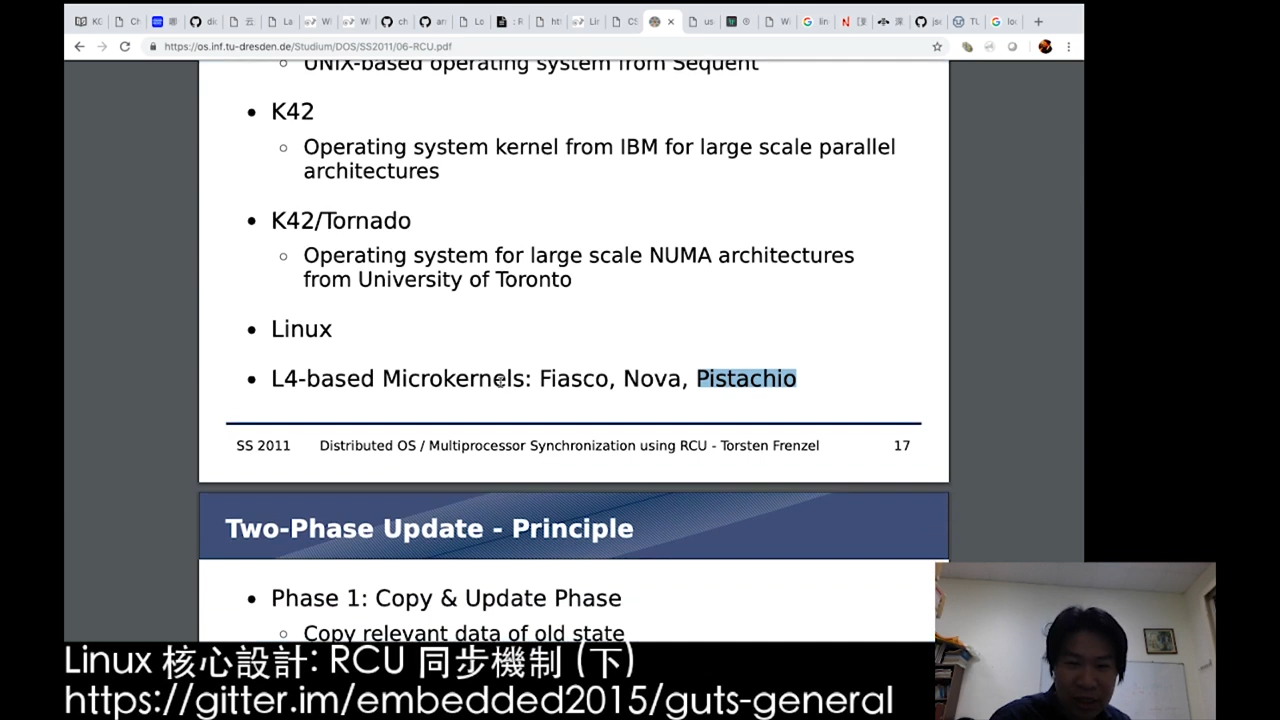 https://os.inf.tu-dresden.de/Studium/DOS/SS2011/06-RCU.pdf
◦ UNIX-based operating system from Sequent
• K42
◦ Operating system kernel from IBM for large scale parallel
architectures
• K42/Tornado
◦ Operating system for large scale NUMA architectures
from University of Toronto
• Linux
• L4-based Microkernels: Fiasco, Nova, Pistachio
SS 2011 Distributed OS / Multiprocessor Synchronization using RCU - Torsten Frenzel 17
Two-Phase Update - Principle
• Phase 1: Copy & Update Phase
◦ Copy relevant data of old state
Linux 核心設計: RCU 同步機制 (下)
https://gitter.im/embedded2015/guts-general